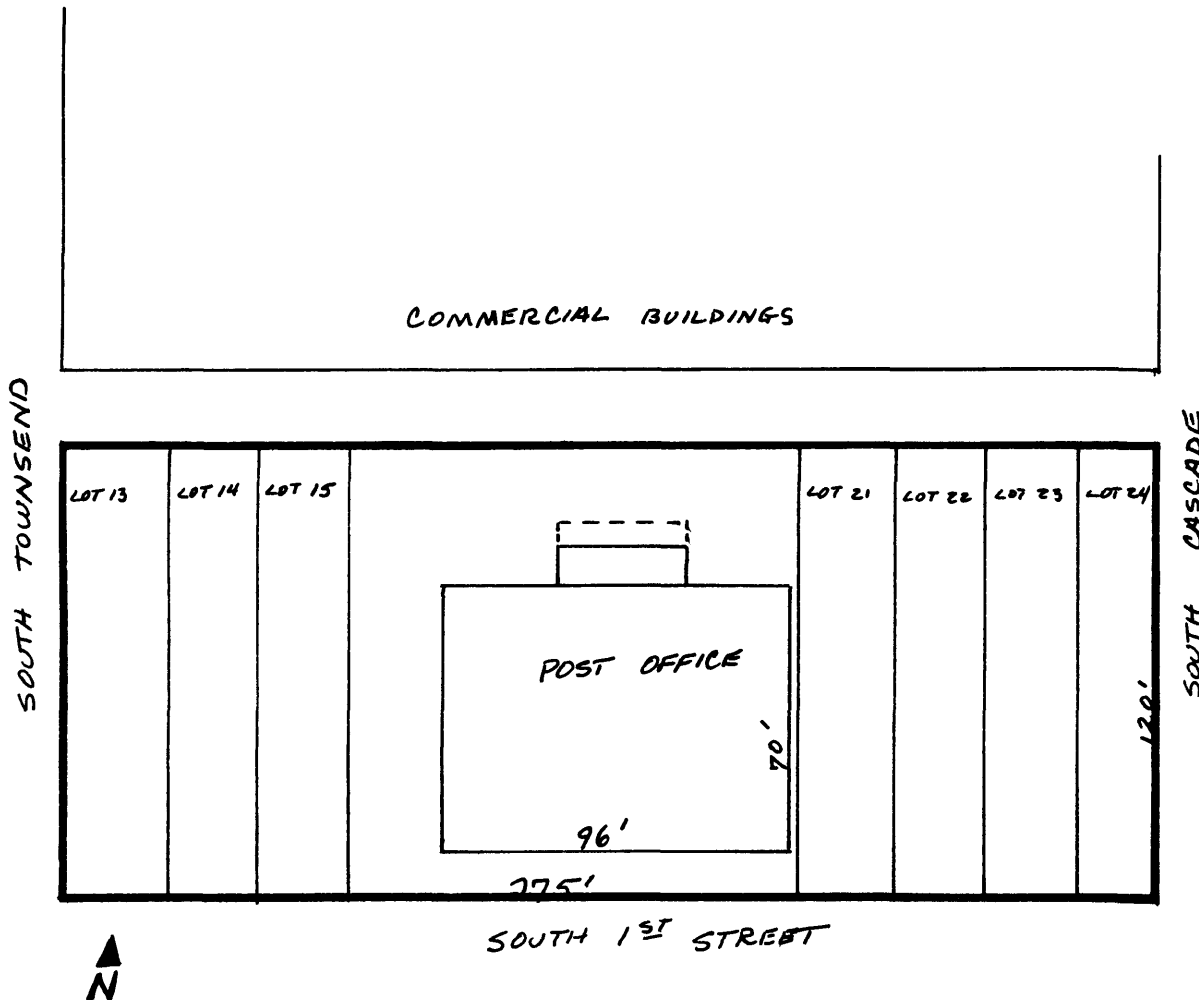 COMMERCIAL BUILDINGS
SOUTH TOWNSEND
SOUTH CASCADE
LOT 13
LOT 14
LOT 15
LOT 21
LOT 22
LOT 23
LOT 24
POST OFFICE
70'
120'
96'
275'
SOUTH 1ST STREET
N